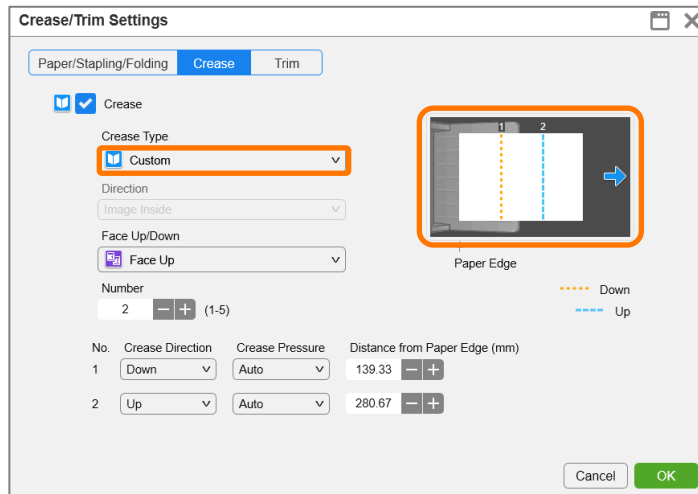 Crease/Trim Settings
Paper/Stapling/Folding Crease Trim
Crease
Crease Type
Custom
Direction
Image Inside
Face Up/Down
Face Up
Number
2 (1-5)
1 2
Paper Edge
Down
Up
No. Crease Direction Crease Pressure Distance from Paper Edge (mm)
1 Down Auto 139.33
2 Up Auto 280.67
Cancel OK